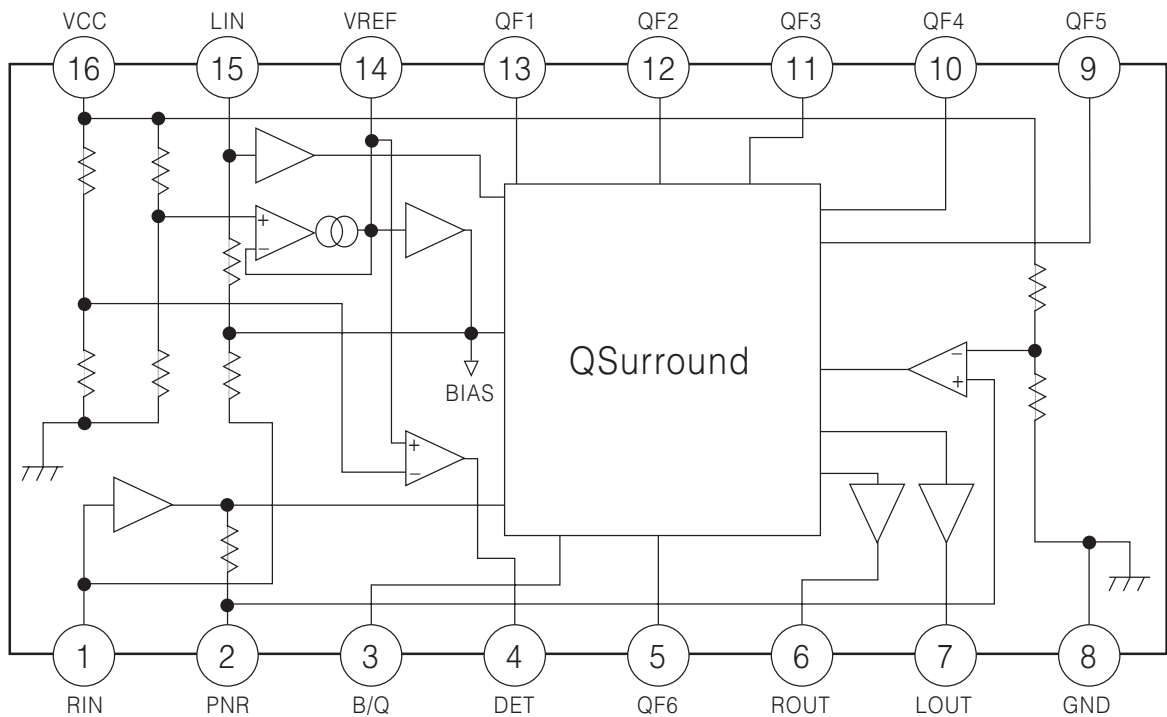 VCC LIN VREF QF1 QF2 QF3 QF4 QF5
16 15 14 13 12 11 10 9
+
−
QSurround
−
+
BIAS
+
−
1 2 3 4 5 6 7 8
RIN PNR B/Q DET QF6 ROUT LOUT GND